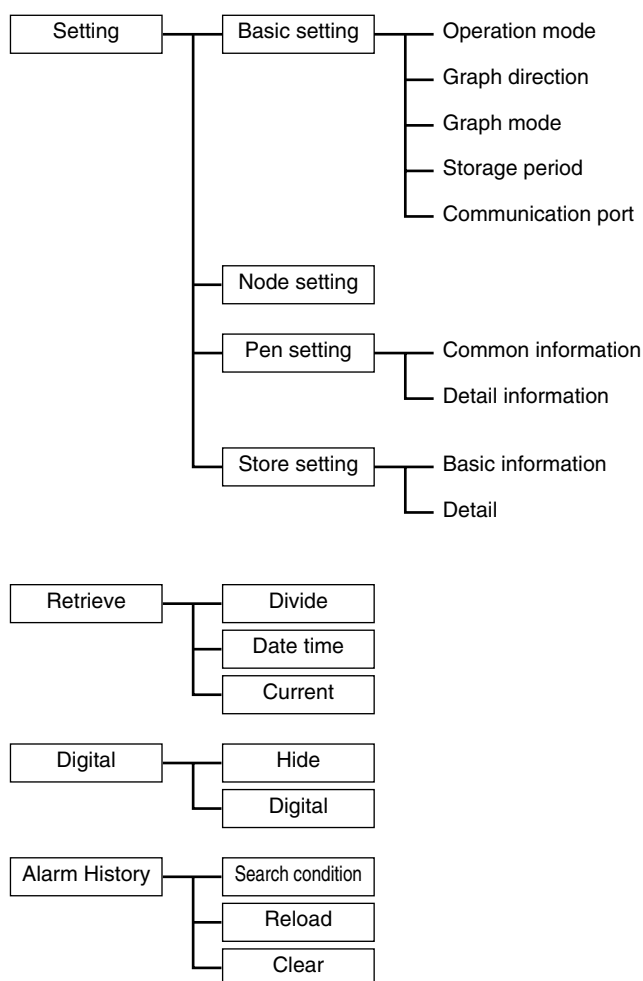 Setting
Basic setting
Operation mode
Graph direction
Graph mode
Storage period
Communication port
Node setting
Pen setting
Common information
Detail information
Store setting
Basic information
Detail
Retrieve
Divide
Date time
Current
Digital
Hide
Digital
Alarm History
Search condition
Reload
Clear